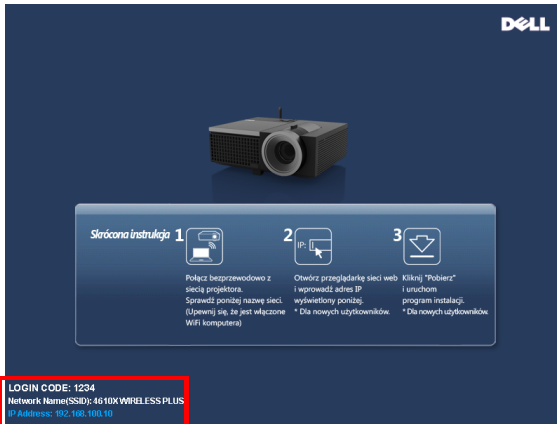 DELL
Skrócona instrukcja
1
Połącz bezprzewodowo z
siecią projektora.
Sprawdź poniżej nazwę sieci.
(Upewnij się, że jest włączone
WiFi komputera)
2
IP:
Otwórz przeglądarkę sieci web
i wprowadź adres IP
wyświetlony poniżej.
* Dla nowych użytkowników.
3
Kliknij "Pobierz"
i uruchom
program instalacji.
* Dla nowych użytkowników.
LOGIN CODE: 1234
Network Name(SSID): 4610X WIRELESS PLUS
IP Address: 192.168.100.10